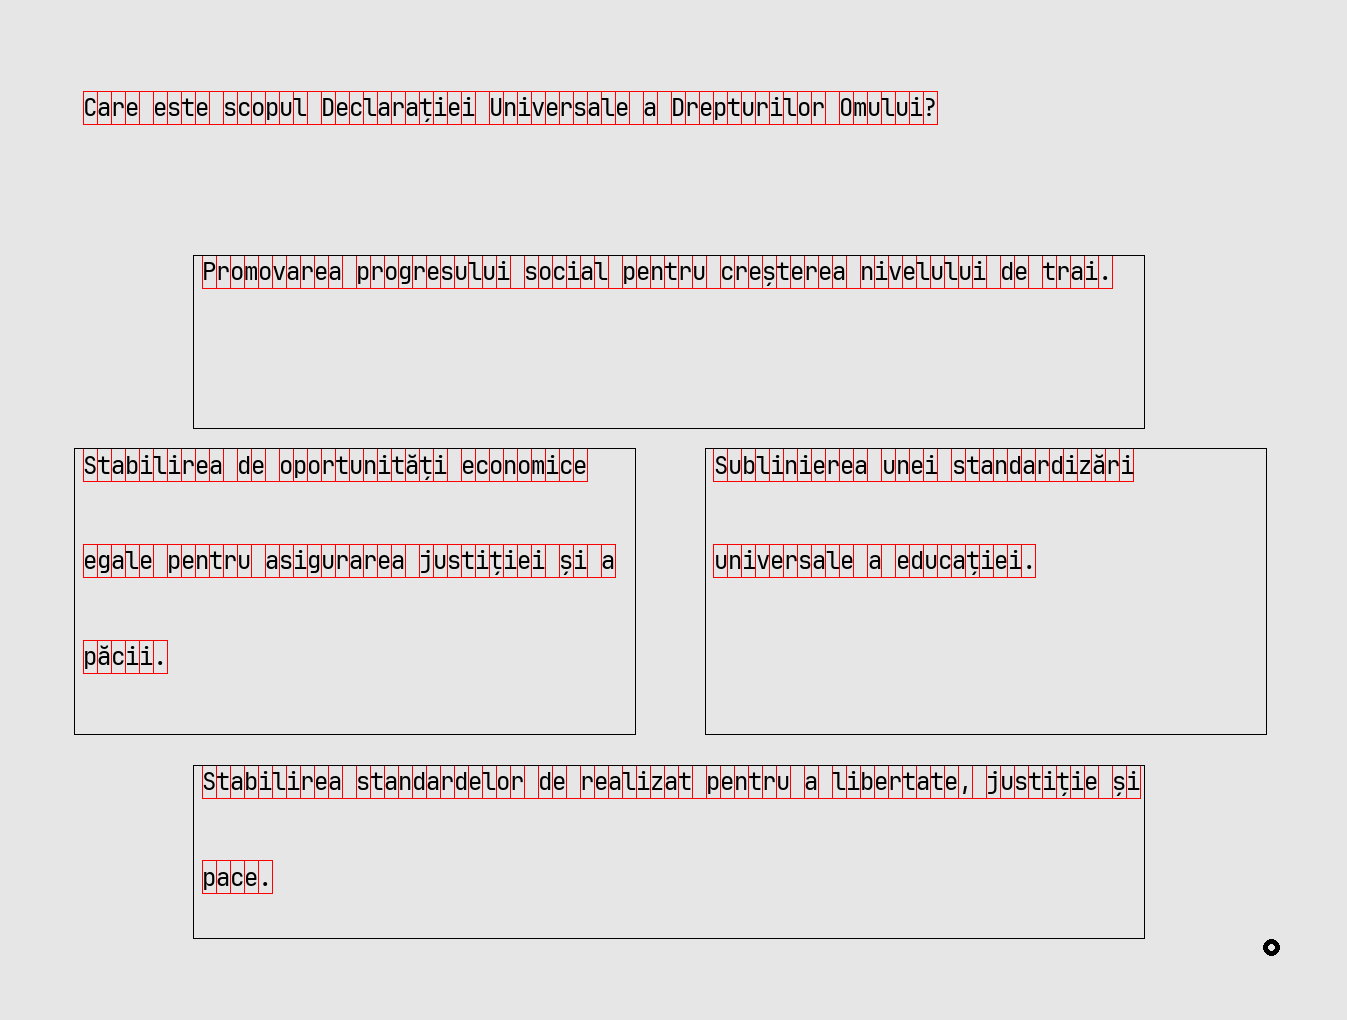 Care este scopul Declarației Universale a Drepturilor Omului?
Promovarea progresului social pentru creșterea nivelului de trai.
Stabilirea de oportunități economice
egale pentru asigurarea justiției și a
păcii.
Sublinierea unei standardizări
universale a educației.
Stabilirea standardelor de realizat pentru a libertate, justiție și
pace.